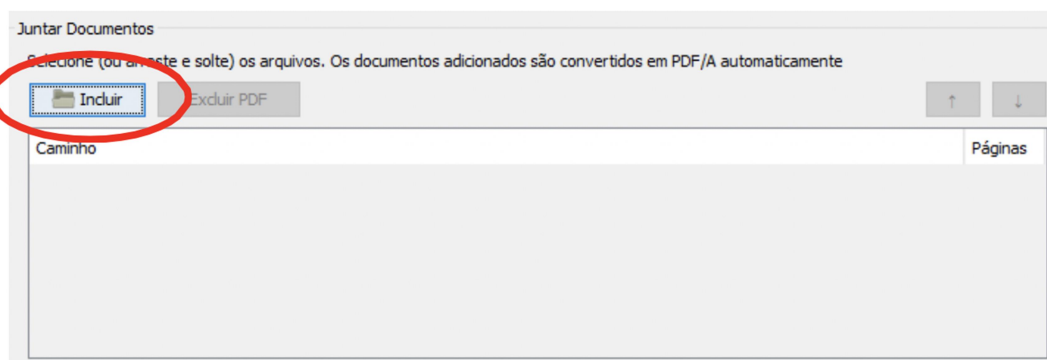 Juntar Documentos
Selecione (ou arraste e solte) os arquivos. Os documentos adicionados são convertidos em PDF/A automaticamente
Incluir
Excluir PDF
↑ ↓
Caminho
Páginas